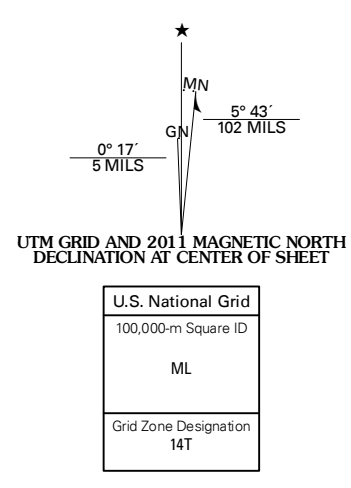 ★
MN
GN
5° 43´
102 MILS
0° 17´
5 MILS
UTM GRID AND 2011 MAGNETIC NORTH
DECLINATION AT CENTER OF SHEET
U.S. National Grid
100,000-m Square ID
ML
Grid Zone Designation
14T